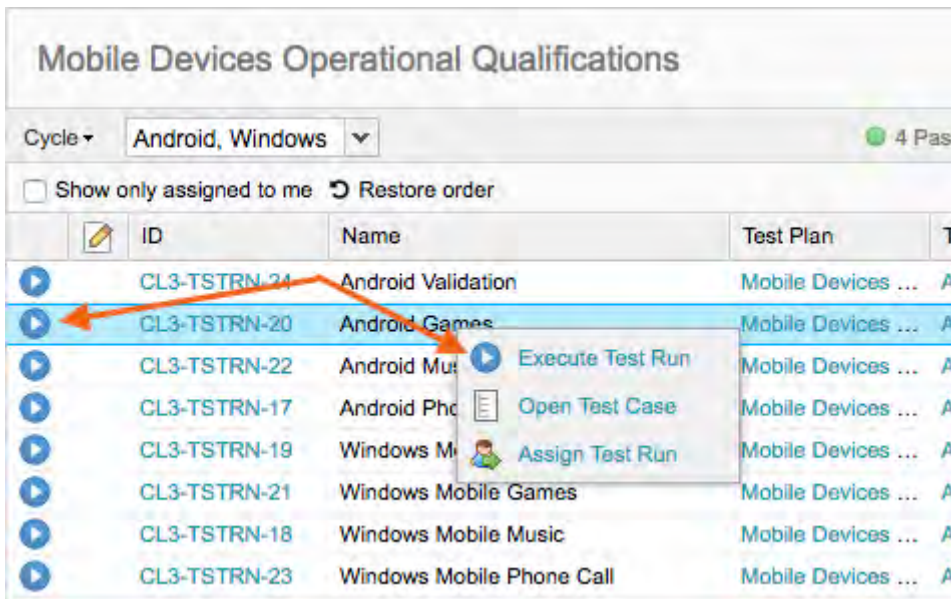 Mobile Devices Operational Qualifications
Cycle Android, Windows 4 Pas
Show only assigned to me Restore order
ID Name Test Plan T
CL3-TSTRN-24 Android Validation Mobile Devices ... A
CL3-TSTRN-20 Android Games Mobile Devices ... A
Execute Test Run
CL3-TSTRN-22 Android Mus Mobile Devices ... A
Open Test Case
CL3-TSTRN-17 Android Pho Mobile Devices ... A
Assign Test Run
CL3-TSTRN-19 Windows Mo Mobile Devices ... A
CL3-TSTRN-21 Windows Mobile Games Mobile Devices ... A
CL3-TSTRN-18 Windows Mobile Music Mobile Devices ... A
CL3-TSTRN-23 Windows Mobile Phone Call Mobile Devices ... A